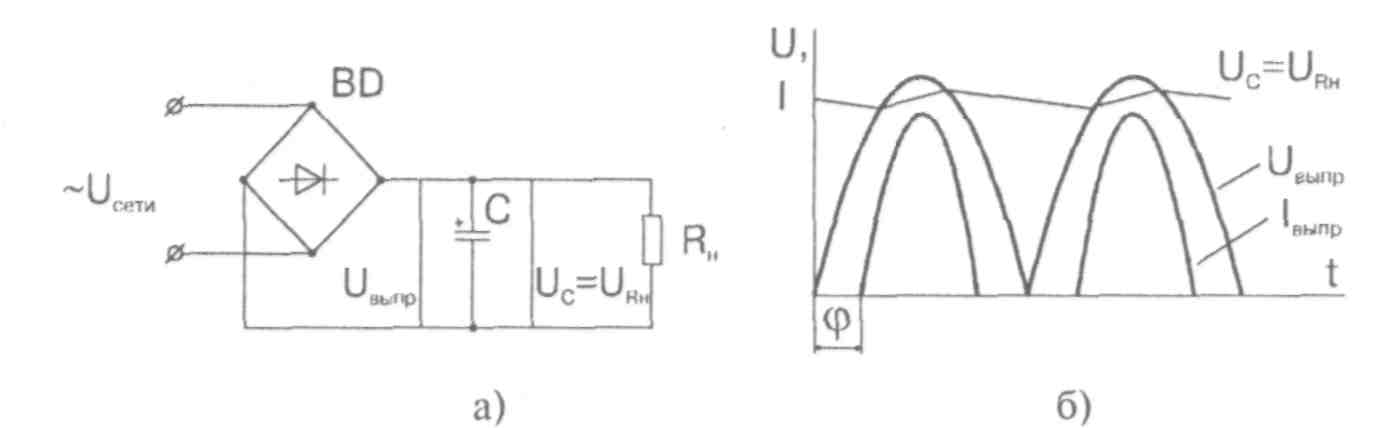 BD
~Uсети
+
C
Rн
Uвыпр
UC=URн
а)
U,
I
UC=URн
Uвыпр
Iвыпр
t
φ
б)